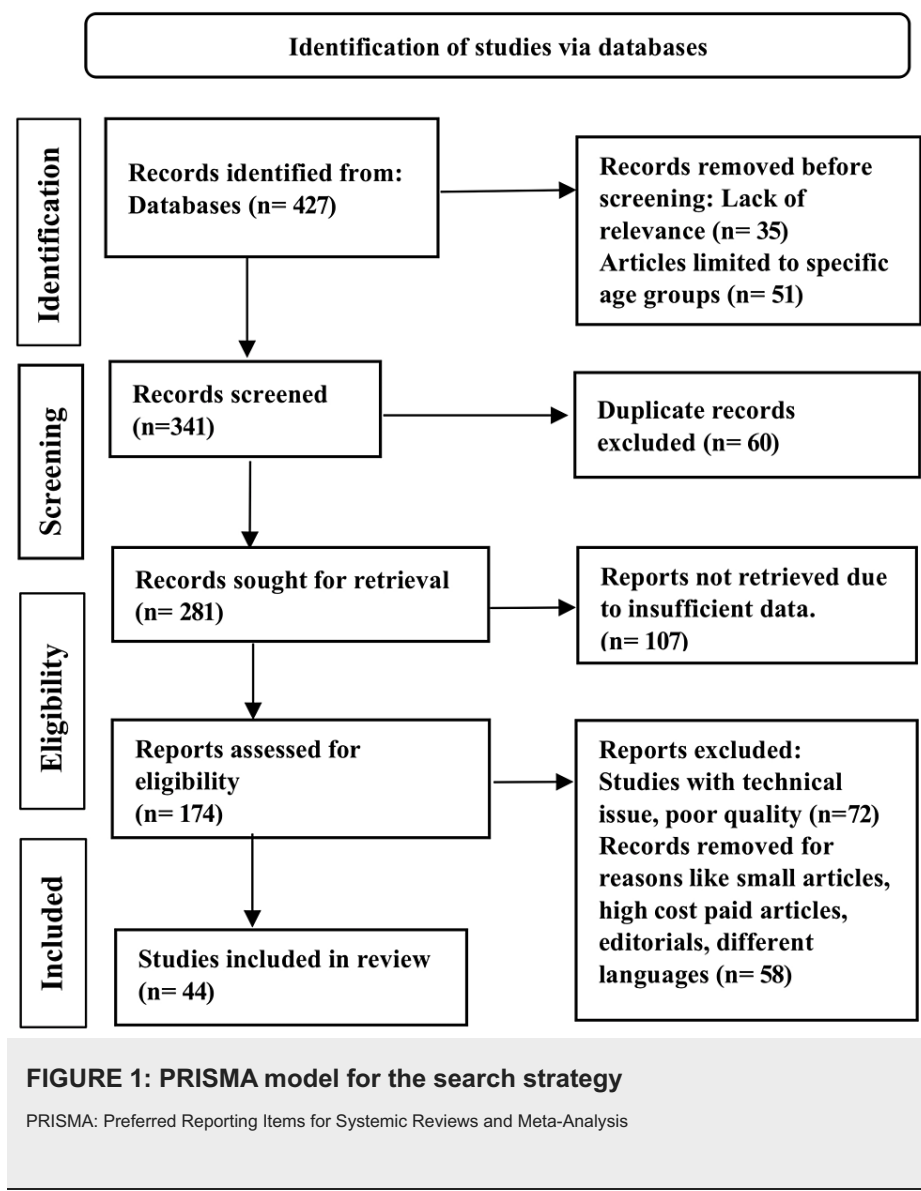 Identification of studies via databases
Identification
Records identified from:
Databases (n= 427)
Records removed before
screening: Lack of
relevance (n= 35)
Articles limited to specific
age groups (n= 51)
Screening
Records screened
(n=341)
Duplicate records
excluded (n= 60)
Records sought for retrieval
(n= 281)
Reports not retrieved due
to insufficient data.
(n= 107)
Eligibility
Reports assessed for
eligibility
(n= 174)
Reports excluded:
Studies with technical
issue, poor quality (n=72)
Records removed for
reasons like small articles,
high cost paid articles,
editorials, different
languages (n= 58)
Included
Studies included in review
(n= 44)
FIGURE 1: PRISMA model for the search strategy
PRISMA: Preferred Reporting Items for Systemic Reviews and Meta-Analysis